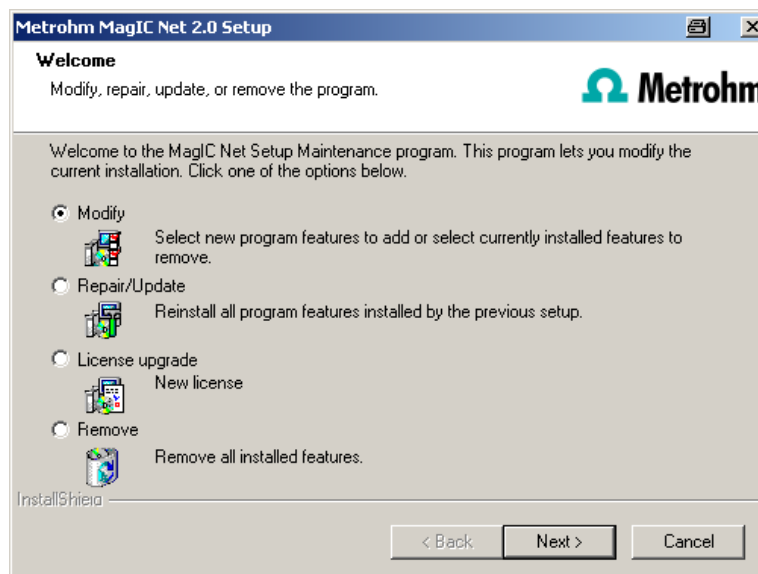 Metrohm MagIC Net 2.0 Setup
Welcome
Modify, repair, update, or remove the program.
Metrohm
Welcome to the MagIC Net Setup Maintenance program. This program lets you modify the
current installation. Click one of the options below.
Modify
Select new program features to add or select currently installed features to
remove.
Repair/Update
Reinstall all program features installed by the previous setup.
License upgrade
New license
Remove
Remove all installed features.
InstallShield
< Back
Next >
Cancel